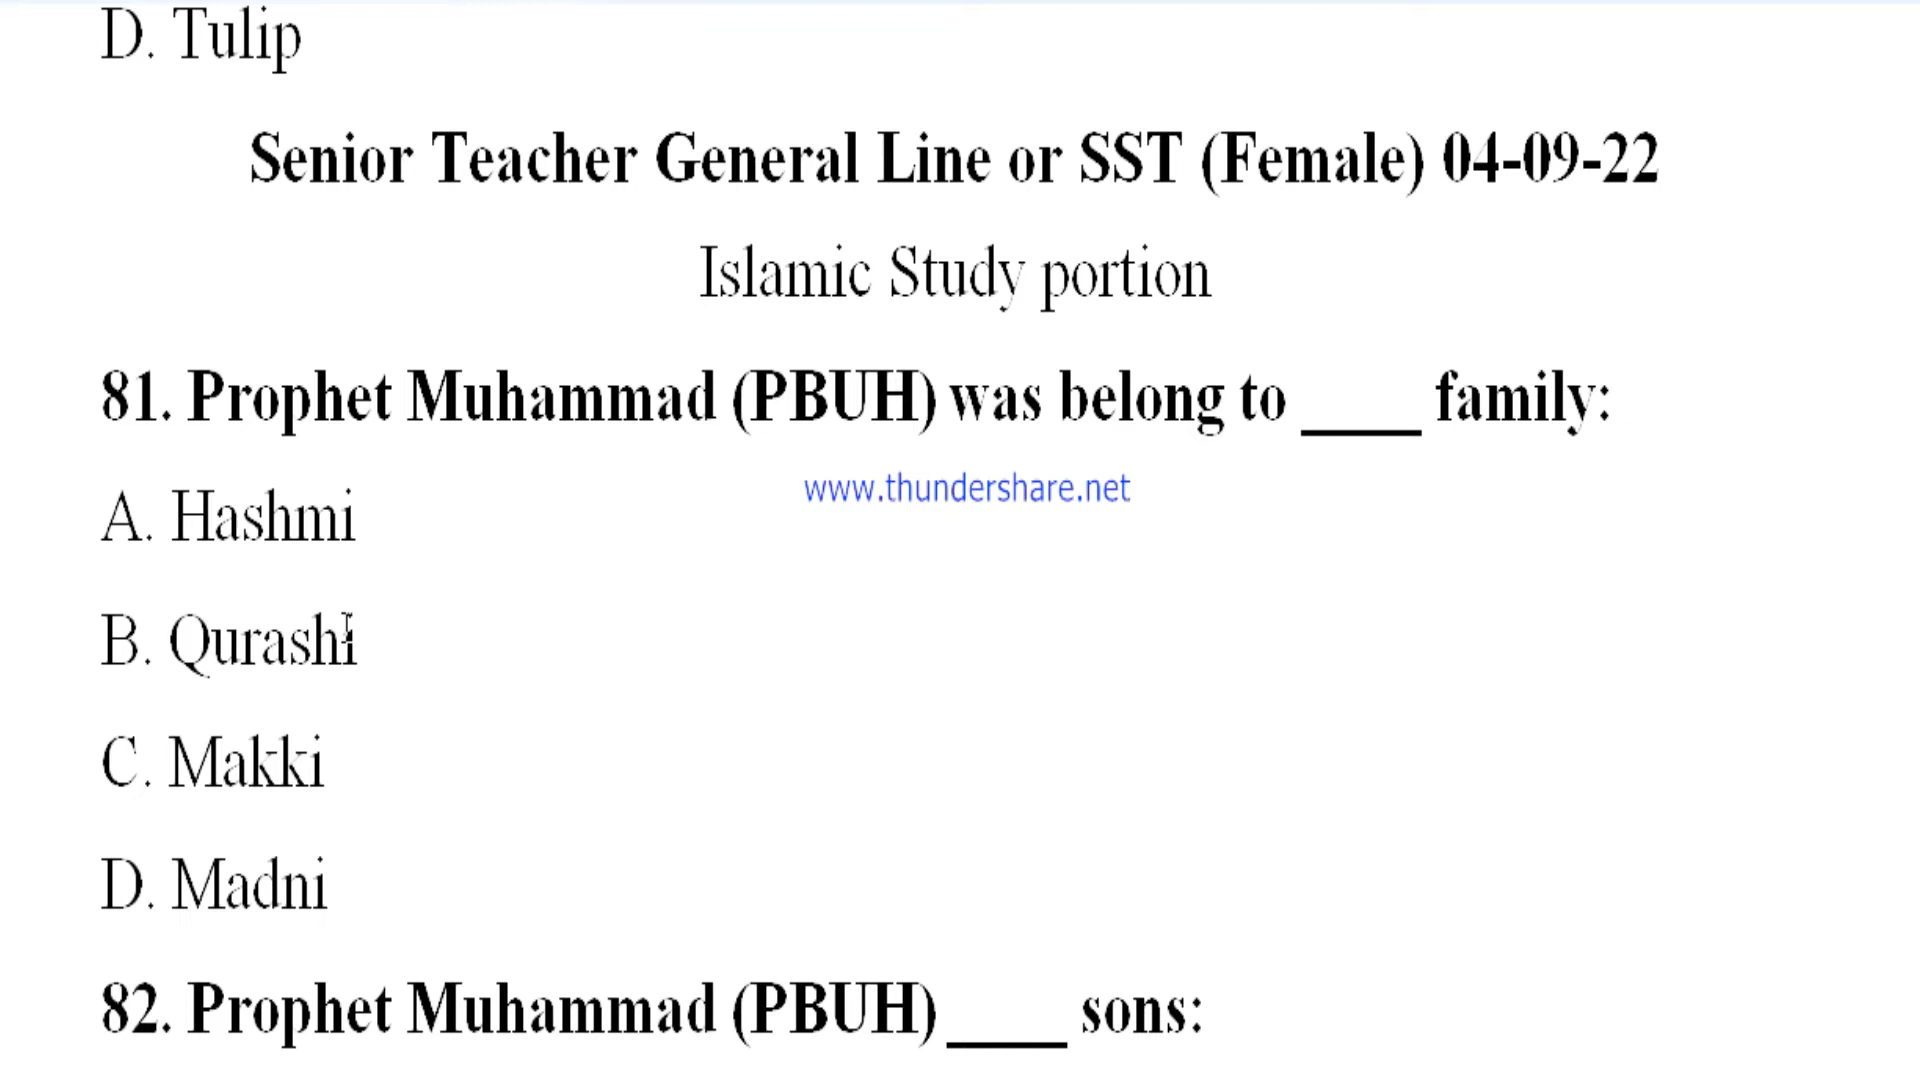 D. Tulip
Senior Teacher General Line or SST (Female) 04-09-22
Islamic Study portion
81. Prophet Muhammad (PBUH) was belong to ____ family:
www.thundershare.net
A. Hashmi
B. Qurashi
C. Makki
D. Madni
82. Prophet Muhammad (PBUH) ____ sons: